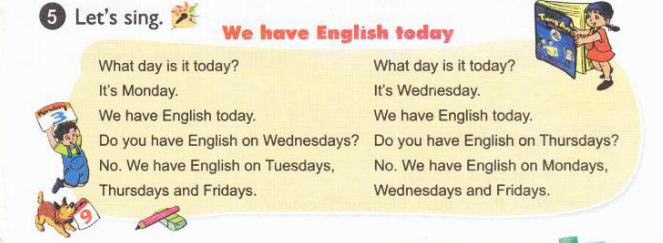 5 Let's sing.
We have English today
What day is it today?
It's Monday.
We have English today.
Do you have English on Wednesdays?
No. We have English on Tuesdays,
Thursdays and Fridays.
What day is it today?
It's Wednesday.
We have English today.
Do you have English on Thursdays?
No. We have English on Mondays,
Wednesdays and Fridays.
Monday
3
9